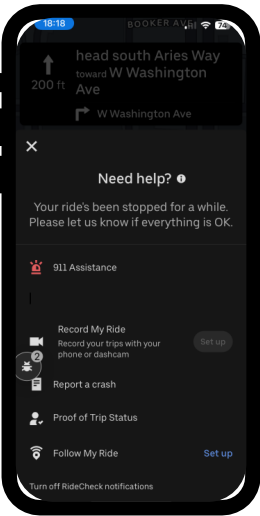 18:18
BOOKER AVE
74
head south Aries Way
toward W Washington
Ave
200 ft
W Washington Ave
Need help?
Your ride's been stopped for a while.
Please let us know if everything is OK.
911 Assistance
Record My Ride
Record your trips with your
phone or dashcam
Set up
2
Report a crash
Proof of Trip Status
Follow My Ride
Set up
Turn off RideCheck notifications